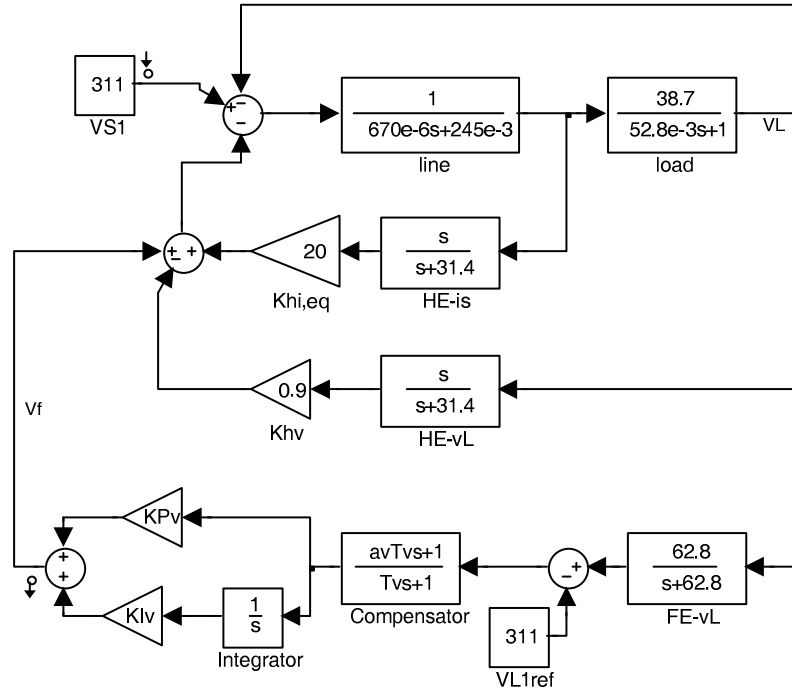 311
VS1
+
−
−
1
670e-6s+245e-3
line
38.7
52.8e-3s+1
load
VL
+
−
+
20
Khi,eq
s
s+31.4
HE-is
0.9
Khv
s
s+31.4
HE-vL
Vf
KPv
+
+
KIv
1
s
Integrator
avTvs+1
Tvs+1
Compensator
−
+
311
VL1ref
62.8
s+62.8
FE-vL